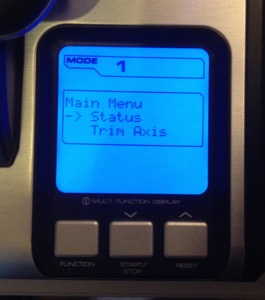 MODE 1
Main Menu
-> Status
Trim Axis
MULTI FUNCTION DISPLAY
FUNCTION START/ RESET
STOP